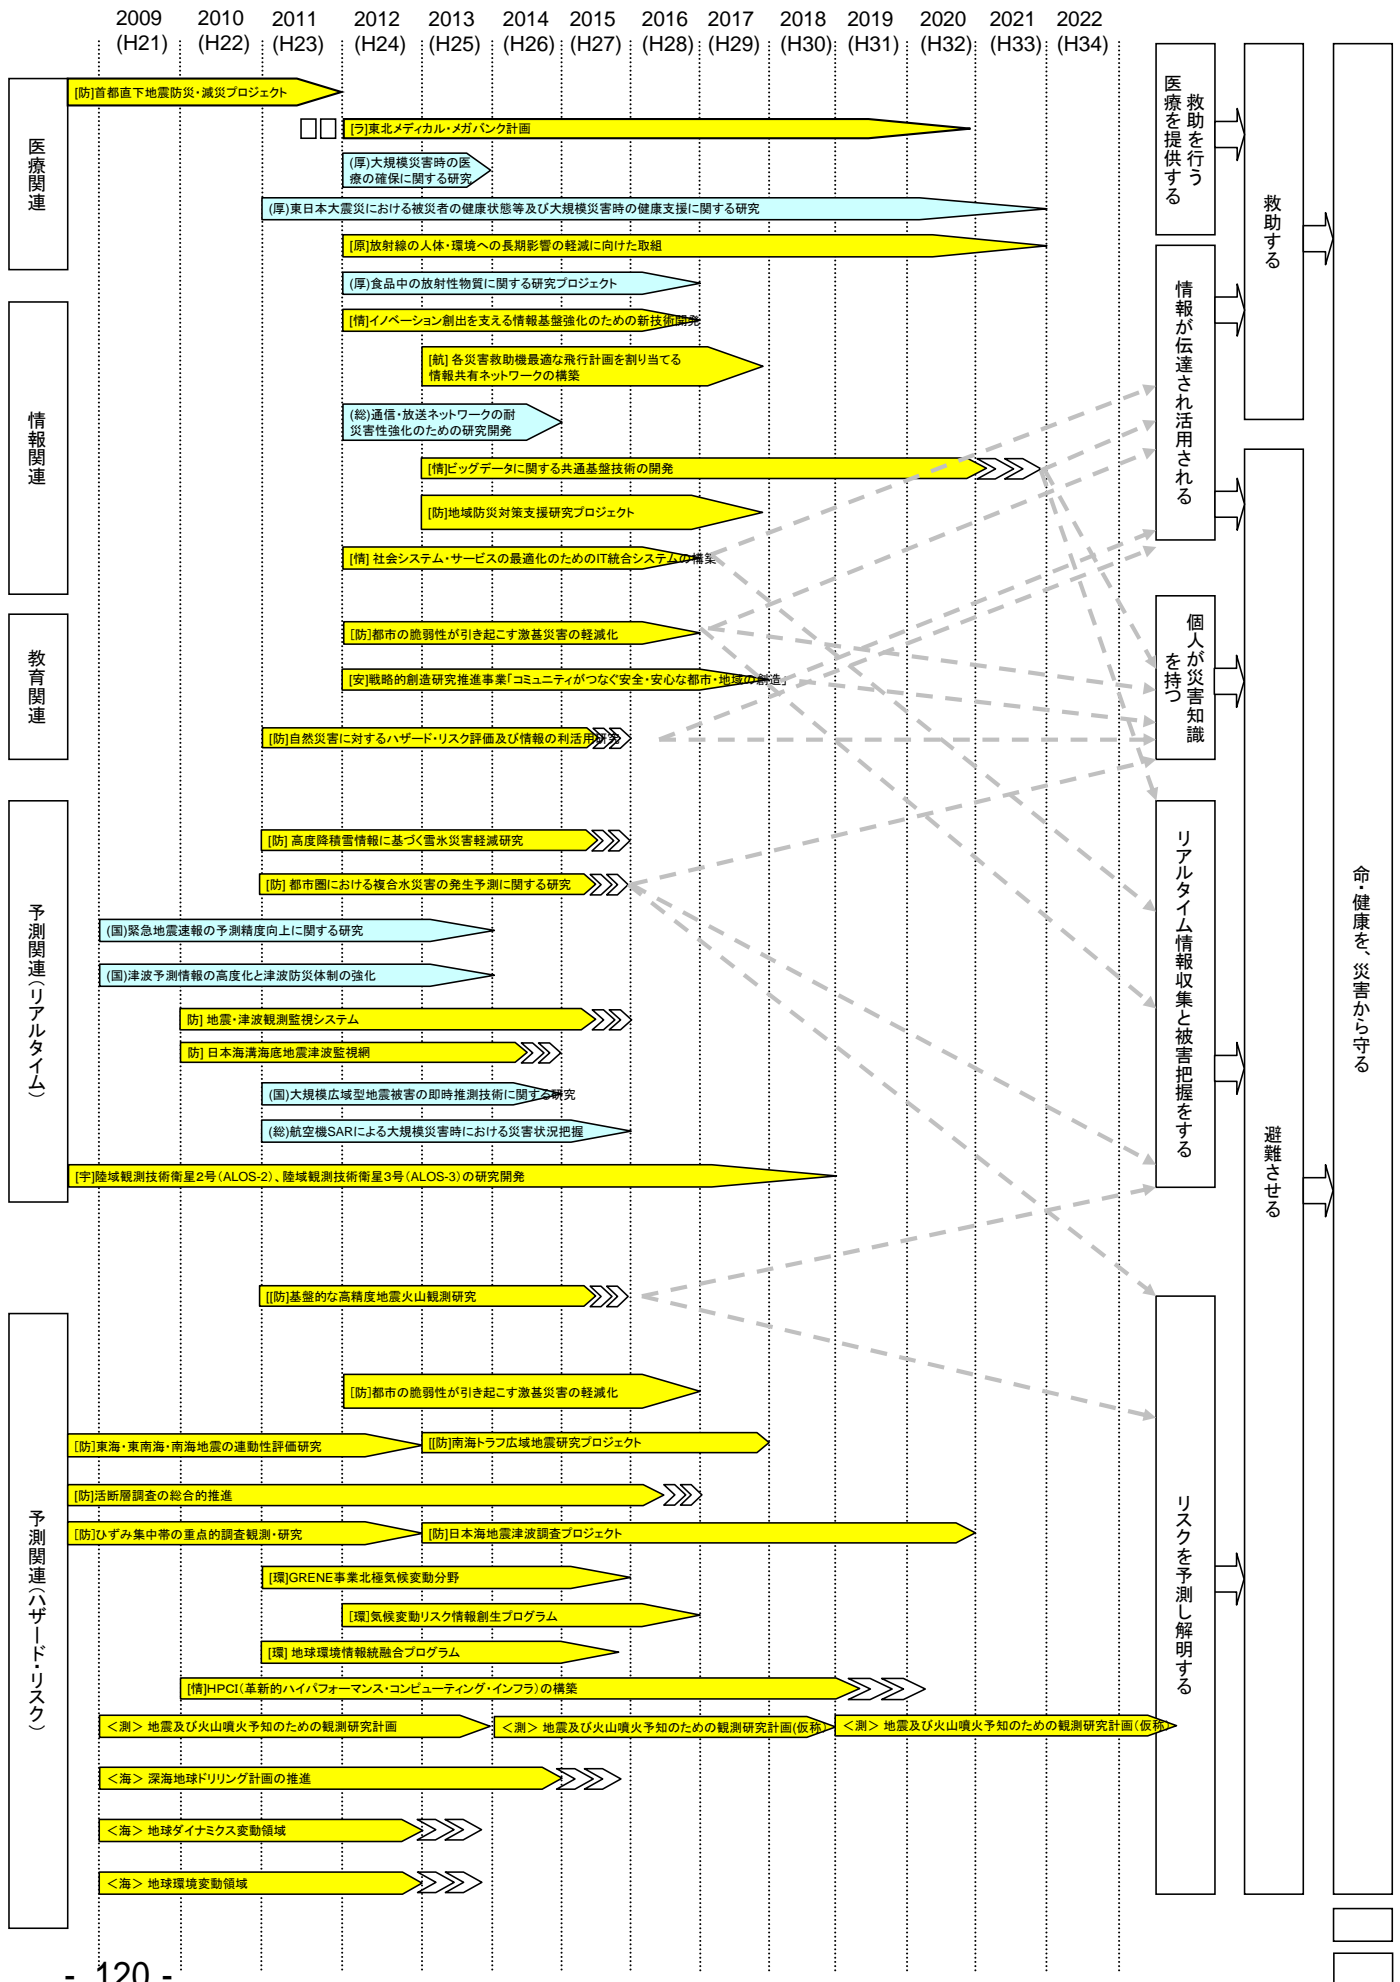 2009 2010 2011 2012 2013 2014 2015 2016 2017 2018 2019 2020 2021 2022
(H21) (H22) (H23) (H24) (H25) (H26) (H27) (H28) (H29) (H30) (H31) (H32) (H33) (H34)
医療関連
[防]首都直下地震防災・減災プロジェクト
[ラ]東北メディカル・メガバンク計画
(厚)大規模災害時の医
療の確保に関する研究
(厚)東日本大震災における被災者の健康状態等及び大規模災害時の健康支援に関する研究
[原]放射線の人体・環境への長期影響の軽減に向けた取組
(厚)食品中の放射性物質に関する研究プロジェクト
情報関連
[情]イノベーション創出を支える情報基盤強化のための新技術開発
[航] 各災害救助機最適な飛行計画を割り当てる
情報共有ネットワークの構築
(総)通信・放送ネットワークの耐
災害性強化のための研究開発
[情]ビッグデータに関する共通基盤技術の開発
[防]地域防災対策支援研究プロジェクト
[情] 社会システム・サービスの最適化のためのIT統合システムの構築
教育関連
[防]都市の脆弱性が引き起こす激甚災害の軽減化
[安]戦略的創造研究推進事業「コミュニティがつなぐ安全・安心な都市・地域の創造」
[防]自然災害に対するハザード・リスク評価及び情報の利活用研究
予測関連(リアルタイム)
[防] 高度降積雪情報に基づく雪氷災害軽減研究
[防] 都市圏における複合水災害の発生予測に関する研究
(国)緊急地震速報の予測精度向上に関する研究
(国)津波予測情報の高度化と津波防災体制の強化
防] 地震・津波観測監視システム
防] 日本海溝海底地震津波監視網
(国)大規模広域型地震被害の即時推測技術に関する研究
(総)航空機SARによる大規模災害時における災害状況把握
[宇]陸域観測技術衛星2号(ALOS-2)、陸域観測技術衛星3号(ALOS-3)の研究開発
予測関連(ハザード・リスク)
[[防]基盤的な高精度地震火山観測研究
[防]都市の脆弱性が引き起こす激甚災害の軽減化
[防]東海・東南海・南海地震の連動性評価研究
[[防]南海トラフ広域地震研究プロジェクト
[防]活断層調査の総合的推進
[防]ひずみ集中帯の重点的調査観測・研究
[防]日本海地震津波調査プロジェクト
[環]GRENE事業北極気候変動分野
[環]気候変動リスク情報創生プログラム
[環] 地球環境情報統融合プログラム
[情]HPCI(革新的ハイパフォーマンス・コンピューティング・インフラ)の構築
<測> 地震及び火山噴火予知のための観測研究計画
<測> 地震及び火山噴火予知のための観測研究計画(仮称)
<測> 地震及び火山噴火予知のための観測研究計画(仮称)
<海> 深海地球ドリリング計画の推進
<海> 地球ダイナミクス変動領域
<海> 地球環境変動領域
救助を行う
医療を提供する
情報が伝達され活用される
個人が災害知識
を持つ
リアルタイム情報収集と被害把握をする
リスクを予測し解明する
救助する
避難させる
命・健康を、災害から守る
- 120 -